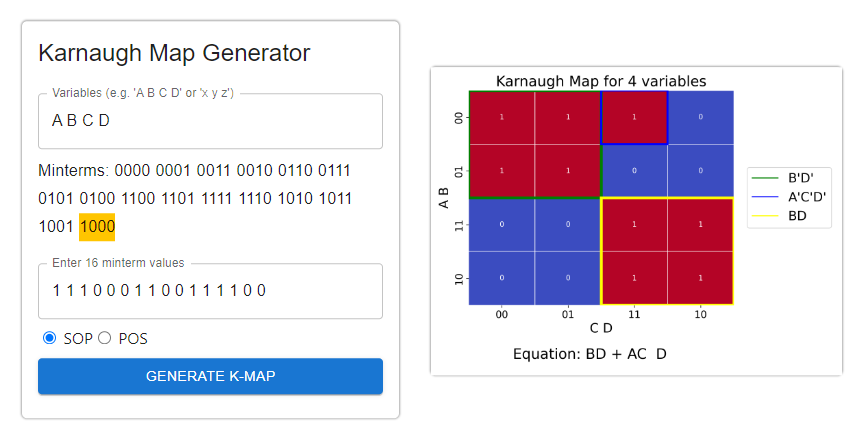 Karnaugh Map Generator
Variables (e.g. 'A B C D' or 'x y z')
A B C D
Minterms: 0000 0001 0011 0010 0110 0111
0101 0100 1100 1101 1111 1110 1010 1011
1001 1000
Enter 16 minterm values
1 1 1 0 0 0 1 1 0 0 1 1 1 1 0 0
SOP POS
GENERATE K-MAP
Karnaugh Map for 4 variables
00 1 1 1 0
01 1 1 0 0
A B
11 0 0 1 1
10 0 0 1 1
00 01 11 10
C D
Equation: BD + AC D
B'D'
A'C'D'
BD